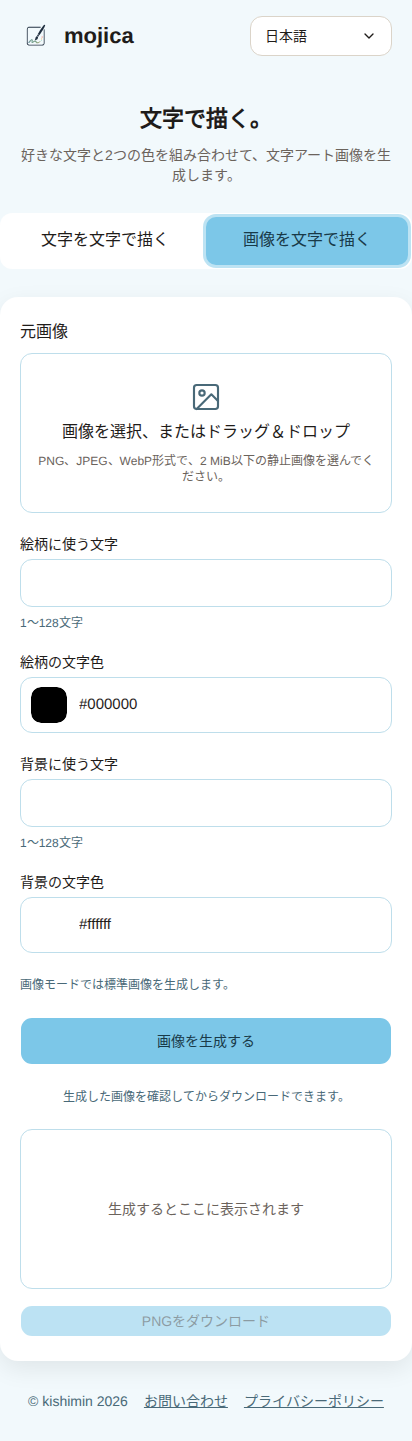 mojica
日本語
文字で描く。
好きな文字と2つの色を組み合わせて、文字アート画像を生
成します。
文字を文字で描く
画像を文字で描く
元画像
画像を選択、またはドラッグ＆ドロップ
PNG、JPEG、WebP形式で、2 MiB以下の静止画像を選んでく
ださい。
絵柄に使う文字
1〜128文字
絵柄の文字色
#000000
背景に使う文字
1〜128文字
背景の文字色
#ffffff
画像モードでは標準画像を生成します。
画像を生成する
生成した画像を確認してからダウンロードできます。
生成するとここに表示されます
PNGをダウンロード
© kishimin 2026 お問い合わせ プライバシーポリシー